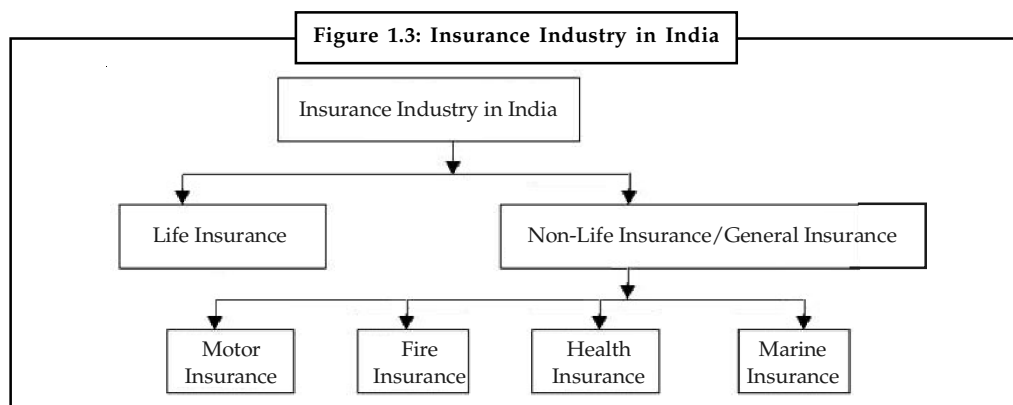 Figure 1.3: Insurance Industry in India
Insurance Industry in India
Life Insurance
Non-Life Insurance/General Insurance
Motor
Insurance
Fire
Insurance
Health
Insurance
Marine
Insurance